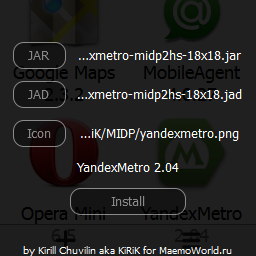 JAR ...xmetro-midp2hs-18x18.jar
Google Maps MobileAgent
JAD ...xmetro-midp2hs-18x18.jad
Icon ...iK/MIDP/yandexmetro.png
YandexMetro 2.04
Install
Opera Mini YandexMetro
by Kirill Chuvilin aka KiRiK for MaemoWorld.ru